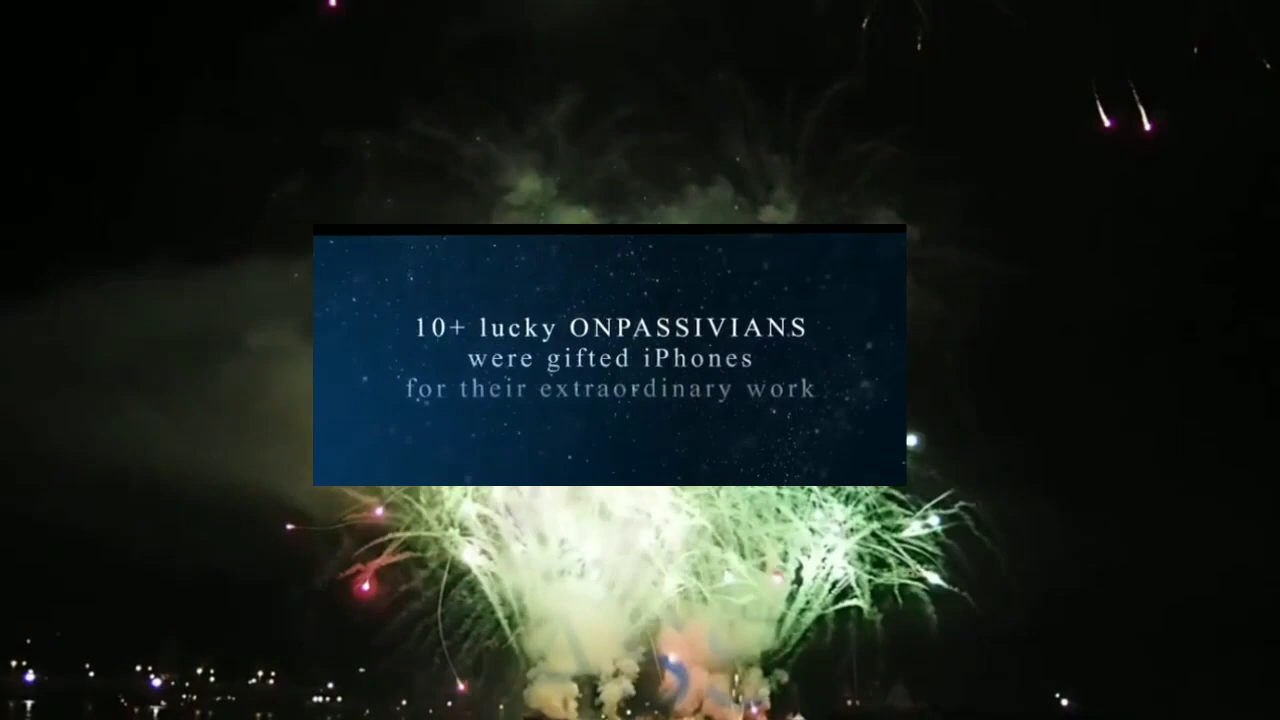 10+ lucky ONPASSIVIANS
were gifted iPhones
for their extraordinary work